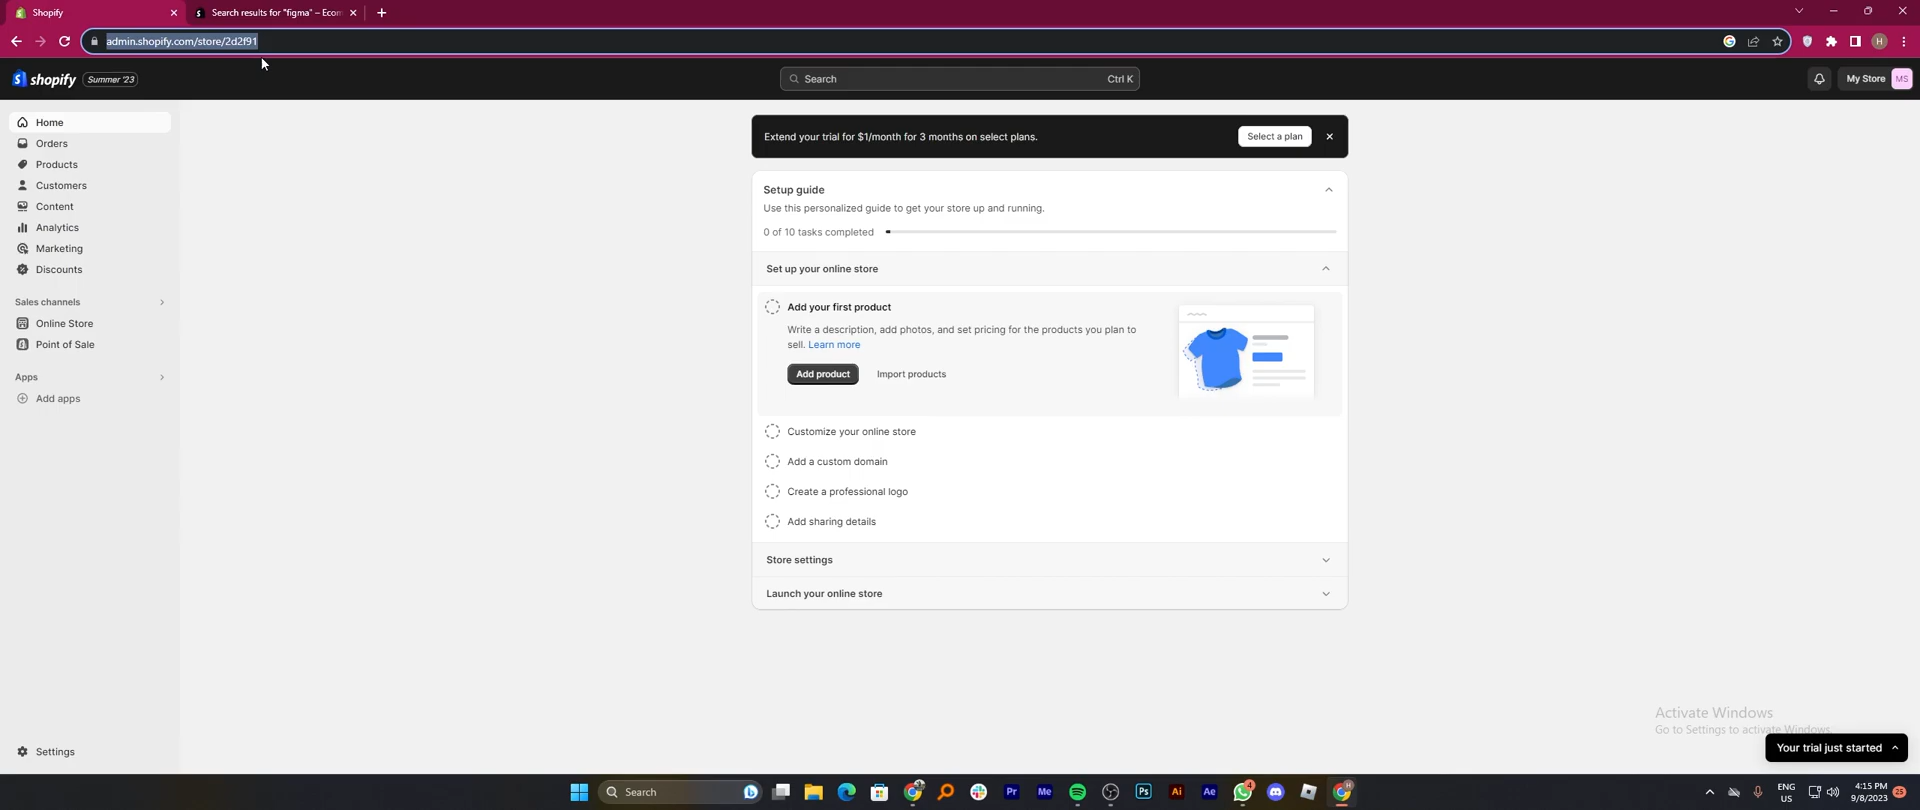 Shopify
Search results for "figma" – Ecom
admin.shopify.com/store/2d2f91
shopify
Summer '23
Search
Ctrl K
My Store
MS
Home
Orders
Products
Customers
Content
Analytics
Marketing
Discounts
Sales channels
Online Store
Point of Sale
Apps
Add apps
Settings
Extend your trial for $1/month for 3 months on select plans.
Select a plan
Setup guide
Use this personalized guide to get your store up and running.
0 of 10 tasks completed
Set up your online store
Add your first product
Write a description, add photos, and set pricing for the products you plan to
sell. Learn more
Add product
Import products
Customize your online store
Add a custom domain
Create a professional logo
Add sharing details
Store settings
Launch your online store
Activate Windows
Go to Settings to activate Windows.
Your trial just started
Search
Pr
Me
Ps
Ai
Ae
4
H
ENG
US
4:15 PM
9/8/2023
25